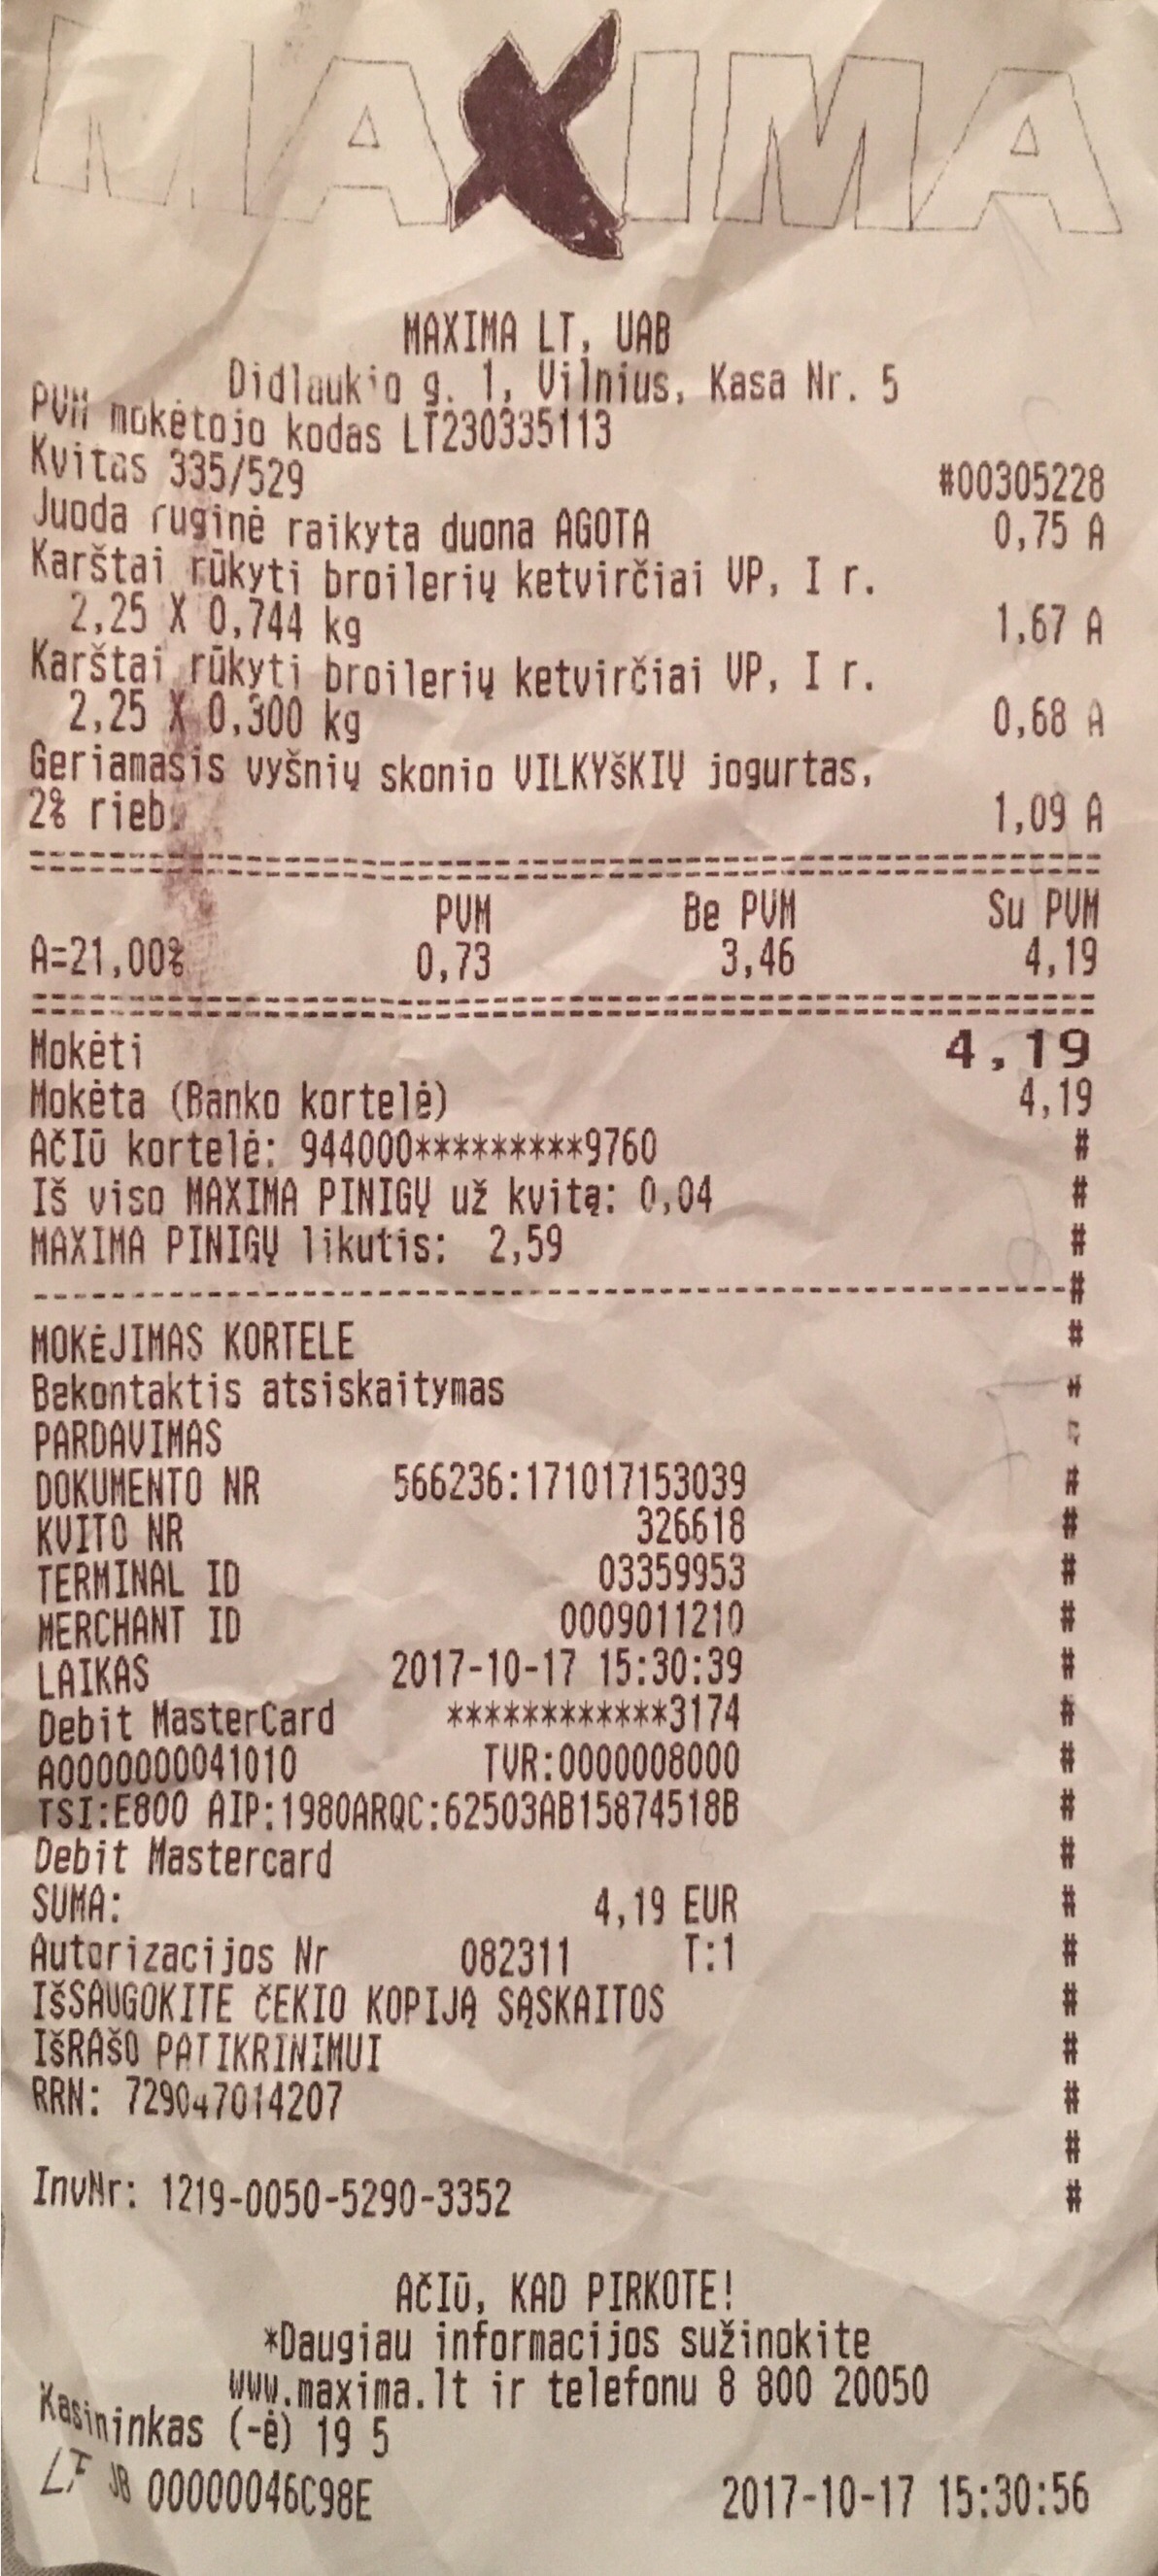 MAXIMA
MAXIMA LT, UAB
Didlaukio g. 1, Vilnius, Kasa Nr. 5
PVM mokėtojo kodas LT230335113
Kvitas 335/529 #00305228
Juoda ruginė raikyta duona AGOTA 0,75 A
Karštai rūkyti broilerių ketvirčiai VP, I r.
2,25 X 0,744 kg 1,67 A
Karštai rūkyti broilerių ketvirčiai VP, I r.
2,25 X 0,300 kg 0,68 A
Geriamasis vyšnių skonio VILKYšKIŲ jogurtas,
2% rieb. 1,09 A
PVM Be PVM Su PVM
A=21,00% 0,73 3,46 4,19
Mokėti 4,19
Mokėta (Banko kortelė) 4,19
AČIŪ kortelė: 944000*********9760 #
Iš viso MAXIMA PINIGŲ už kvitą: 0,04 #
MAXIMA PINIGŲ likutis: 2,59 #
#
MOKĖJIMAS KORTELE #
Bekontaktis atsiskaitymas #
PARDAVIMAS #
DOKUMENTO NR 566236:171017153039 #
KVITO NR 326618 #
TERMINAL ID 03359953 #
MERCHANT ID 0009011210 #
LAIKAS 2017-10-17 15:30:39 #
Debit MasterCard ************3174 #
A0000000041010 TVR:0000008000 #
TSI:E800 AIP:1980ARQC:62503AB15874518B #
Debit Mastercard #
SUMA: 4,19 EUR #
Autorizacijos Nr 082311 T:1 #
IšSAUGOKITE ČEKIO KOPIJĄ SĄSKAITOS #
IšRAšO PATIKRINIMUI #
RRN: 729047014207 #
#
InvNr: 1219-0050-5290-3352 #
AČIŪ, KAD PIRKOTE!
*Daugiau informacijos sužinokite
www.maxima.lt ir telefonu 8 800 20050
Kasininkas (-ė) 19 5
LF JB 00000046C98E 2017-10-17 15:30:56